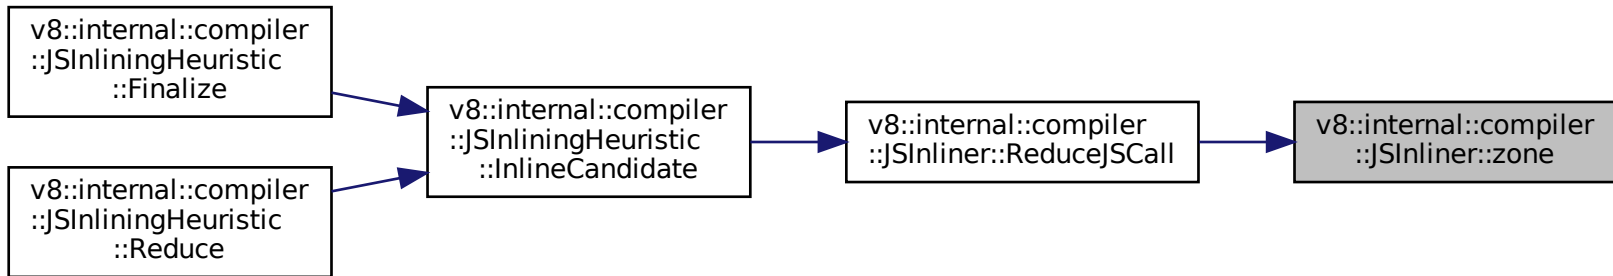 v8::internal::compiler
::JSInliningHeuristic
::Finalize
v8::internal::compiler
::JSInliningHeuristic
::Reduce
v8::internal::compiler
::JSInliningHeuristic
::InlineCandidate
v8::internal::compiler
::JSInliner::ReduceJSCall
v8::internal::compiler
::JSInliner::zone